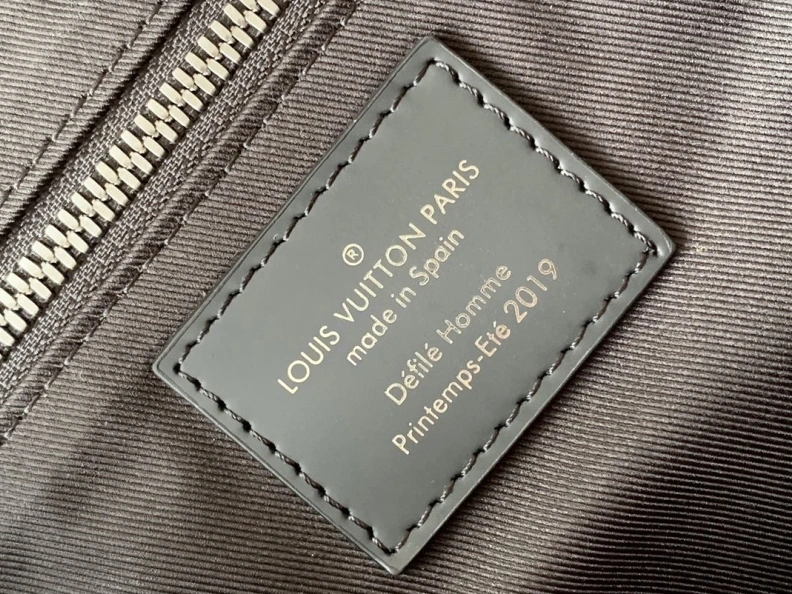 ®
LOUIS VUITTON PARIS
made in Spain
Défilé Homme
Printemps-Eté 2019